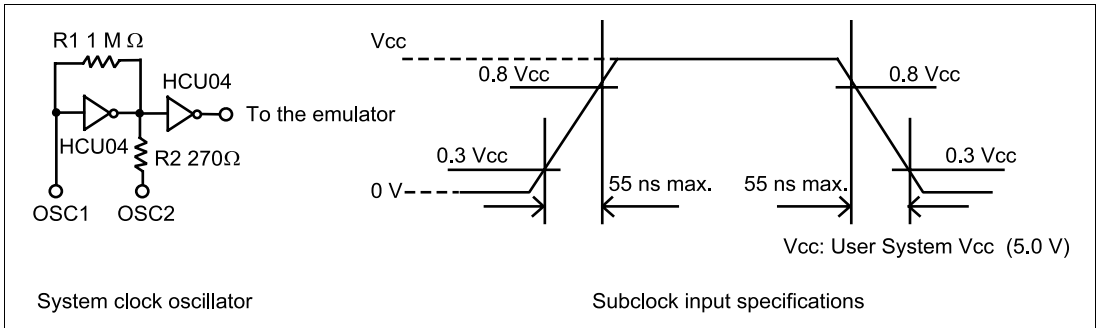 R1 1 M Ω
HCU04
To the emulator
HCU04
R2 270Ω
OSC1
OSC2
System clock oscillator
Vcc
0.8 Vcc
0.8 Vcc
0.3 Vcc
0.3 Vcc
0 V
55 ns max.
55 ns max.
Vcc: User System Vcc (5.0 V)
Subclock input specifications